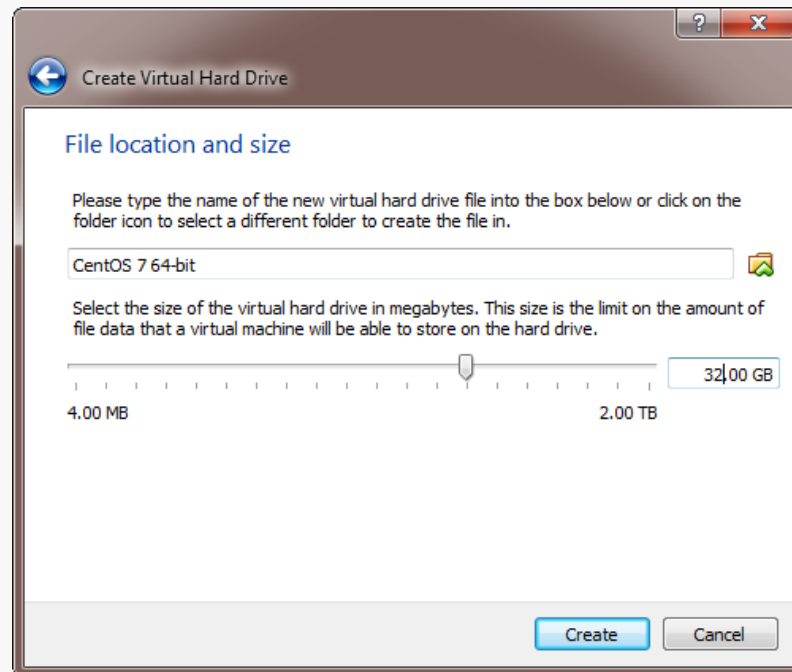 ?
Create Virtual Hard Drive
File location and size
Please type the name of the new virtual hard drive file into the box below or click on the
folder icon to select a different folder to create the file in.
CentOS 7 64-bit
Select the size of the virtual hard drive in megabytes. This size is the limit on the amount of
file data that a virtual machine will be able to store on the hard drive.
32.00 GB
4.00 MB
2.00 TB
Create
Cancel